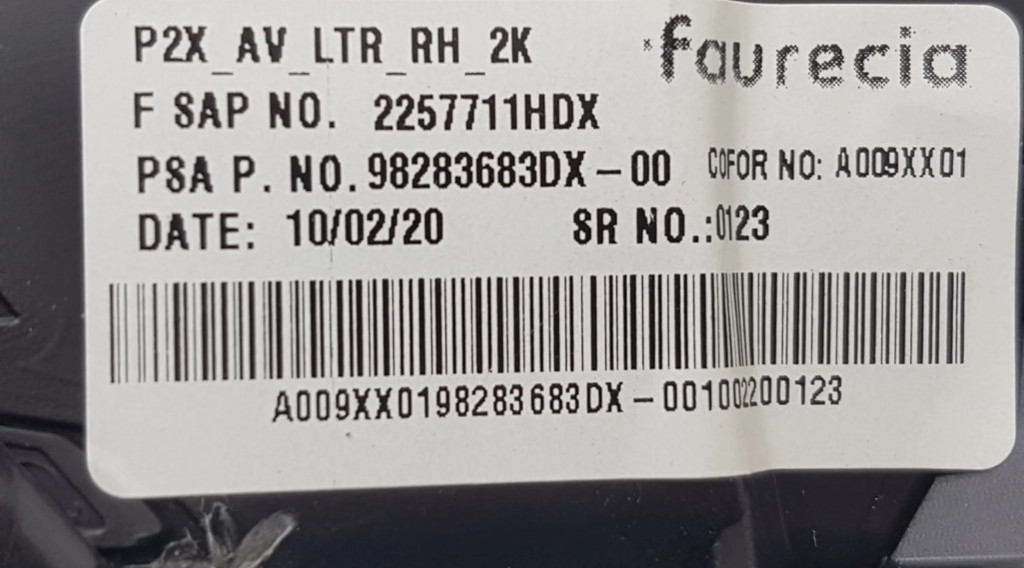 P2X_AV_LTR_RH_2K faurecia
F SAP NO. 2257711HDX
PSA P. NO. 98283683DX-00 COFOR NO: A009XX01
DATE: 10/02/20 SR NO.:0123
A009XX0198283683DX-001002200123